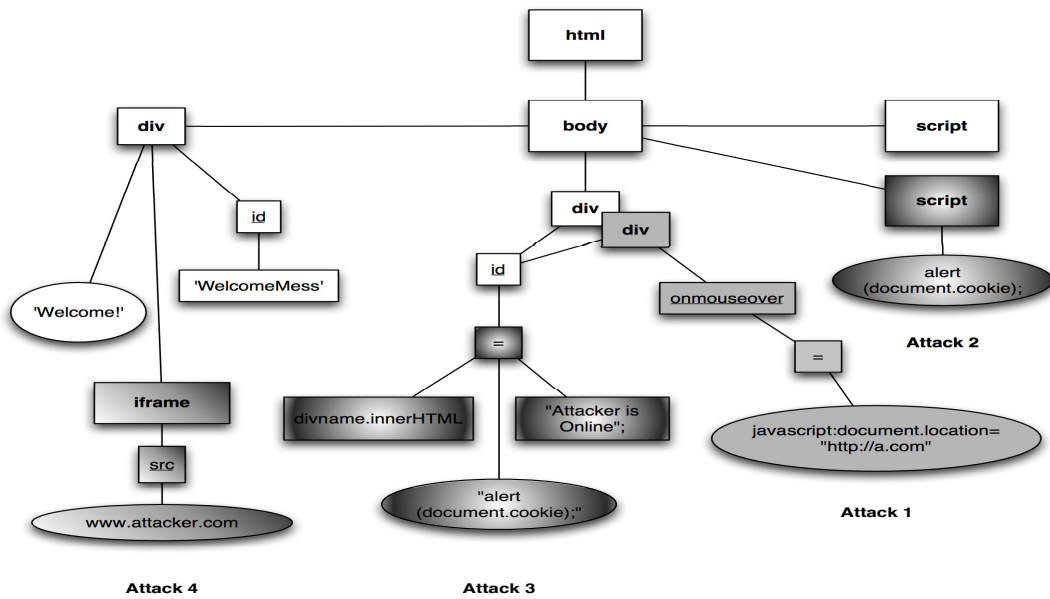 html
div
body
script
script
id
div
div
'WelcomeMess'
id
onmouseover
alert
(document.cookie);
'Welcome!'
Attack 2
=
=
iframe
divname.innerHTML
"Attacker is
Online";
javascript:document.location=
"http://a.com"
src
"alert
(document.cookie);"
www.attacker.com
Attack 1
Attack 4
Attack 3